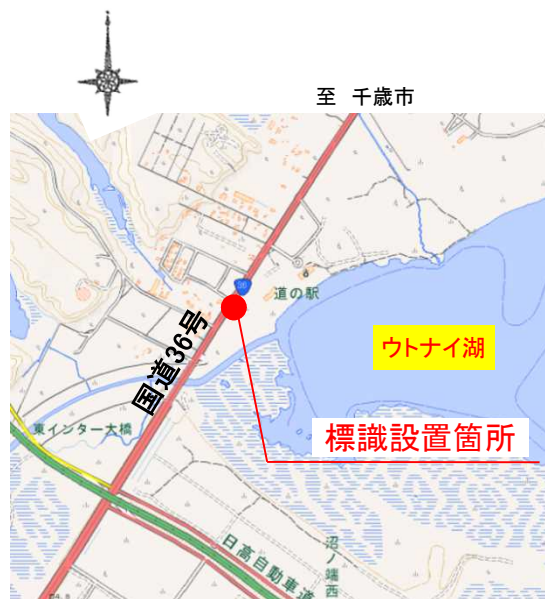 至 千歳市
36
道の駅
国道36号
ウトナイ湖
標識設置箇所
東インター大橋
日高自動車道
沼ノ端西